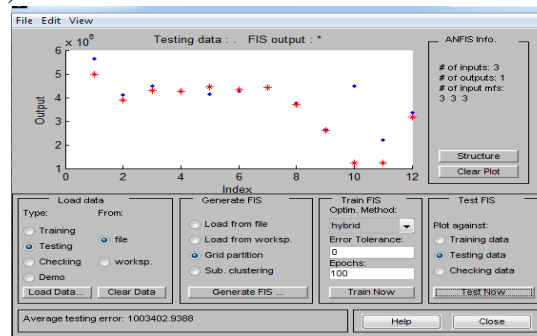 File Edit View
Testing data : . FIS output : *
x 10^6
6
5
4
3
2
1
Output
0 2 4 6 8 10 12
Index
ANFIS Info.
# of inputs: 3
# of outputs: 1
# of input mfs:
3 3 3
Structure
Clear Plot
Load data
Type: From:
Training
Testing file
Checking worksp.
Demo
Load Data... Clear Data
Generate FIS
Load from file
Load from worksp.
Grid partition
Sub. clustering
Generate FIS ...
Train FIS
Optim. Method:
hybrid
Error Tolerance:
0
Epochs:
100
Train Now
Test FIS
Plot against:
Training data
Testing data
Checking data
Test Now
Average testing error: 1003402.9388
Help Close